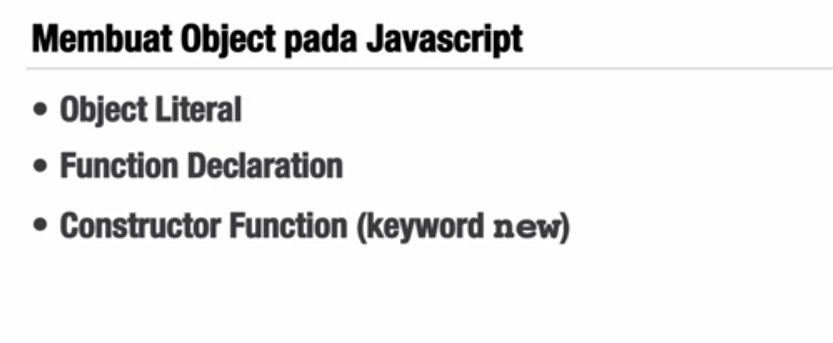 Membuat Object pada Javascript
• Object Literal
• Function Declaration
• Constructor Function (keyword new)